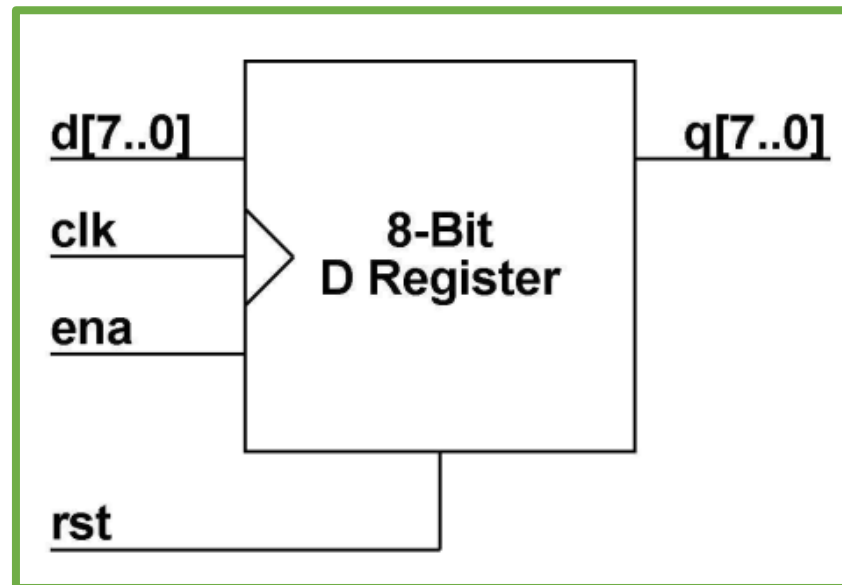 d[7..0]
q[7..0]
clk
8-Bit
D Register
ena
rst